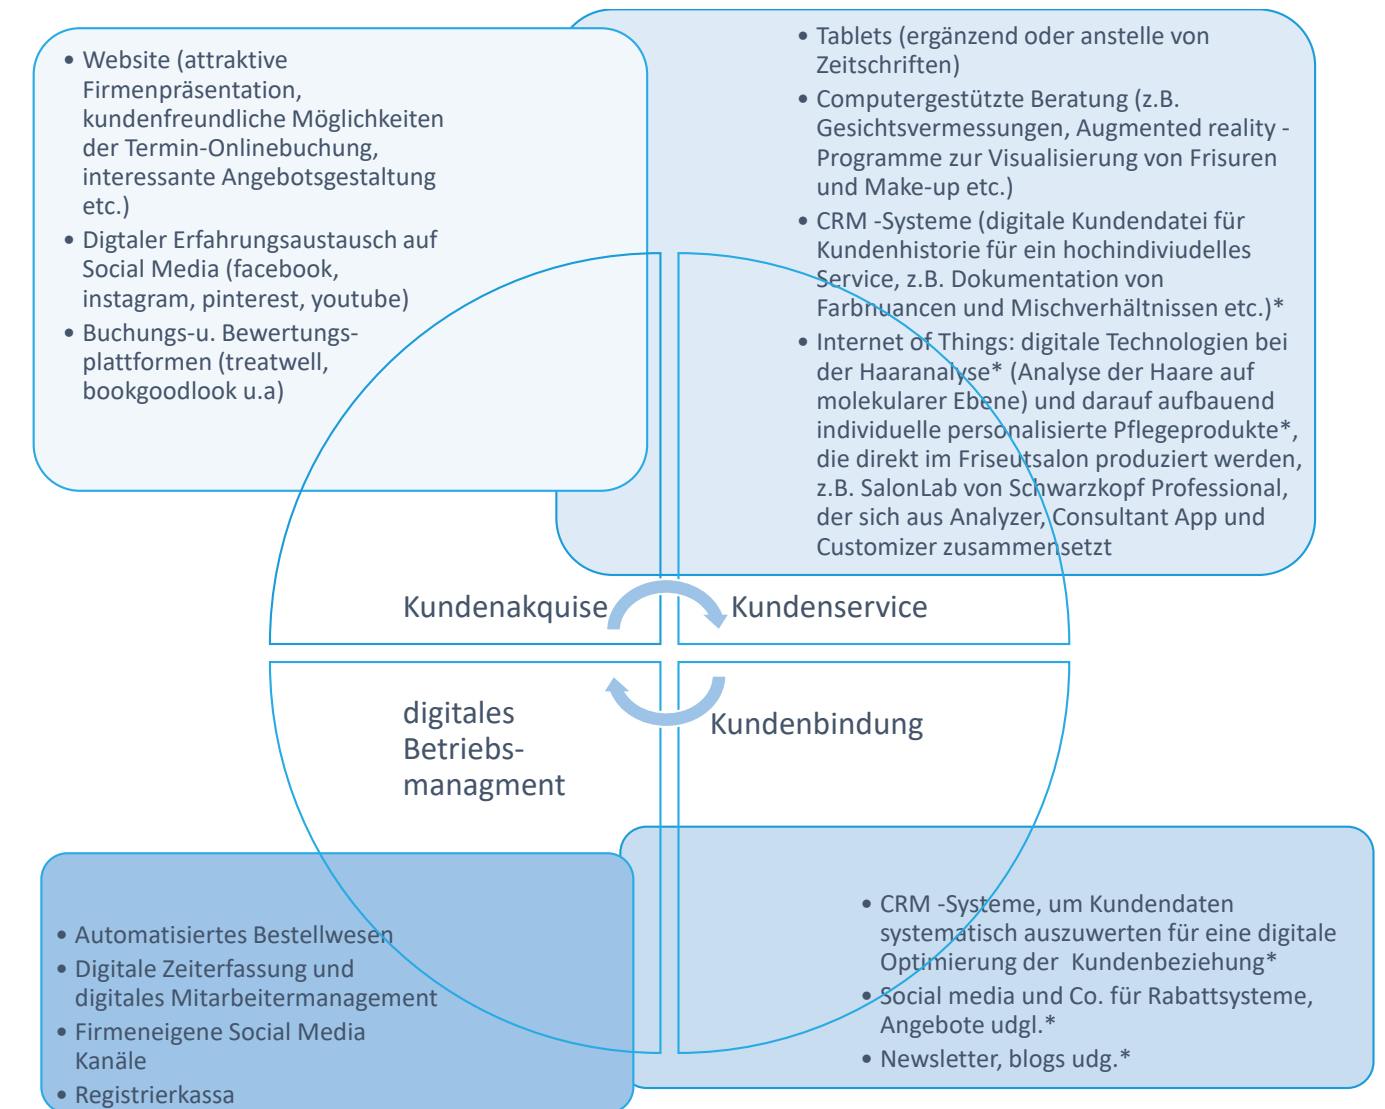 • Website (attraktive
Firmenpräsentation,
kundenfreundliche Möglichkeiten
der Termin-Onlinebuchung,
interessante Angebotsgestaltung
etc.)
• Digtaler Erfahrungsaustausch auf
Social Media (facebook,
instagram, pinterest, youtube)
• Buchungs-u. Bewertungs-
plattformen (treatwell,
bookgoodlook u.a)
• Tablets (ergänzend oder anstelle von
Zeitschriften)
• Computergestützte Beratung (z.B.
Gesichtsvermessungen, Augmented reality -
Programme zur Visualisierung von Frisuren
und Make-up etc.)
• CRM -Systeme (digitale Kundendatei für
Kundenhistorie für ein hochindiviudelles
Service, z.B. Dokumentation von
Farbnuancen und Mischverhältnissen etc.)*
• Internet of Things: digitale Technologien bei
der Haaranalyse* (Analyse der Haare auf
molekularer Ebene) und darauf aufbauend
individuelle personalisierte Pflegeprodukte*,
die direkt im Friseutsalon produziert werden,
z.B. SalonLab von Schwarzkopf Professional,
der sich aus Analyzer, Consultant App und
Customizer zusammensetzt
Kundenakquise
Kundenservice
digitales
Betriebs-
managment
Kundenbindung
• Automatisiertes Bestellwesen
• Digitale Zeiterfassung und
digitales Mitarbeitermanagement
• Firmeneigene Social Media
Kanäle
• Registrierkassa
• CRM -Systeme, um Kundendaten
systematisch auszuwerten für eine digitale
Optimierung der  Kundenbeziehung*
• Social media und Co. für Rabattsysteme,
Angebote udgl.*
• Newsletter, blogs udg.*